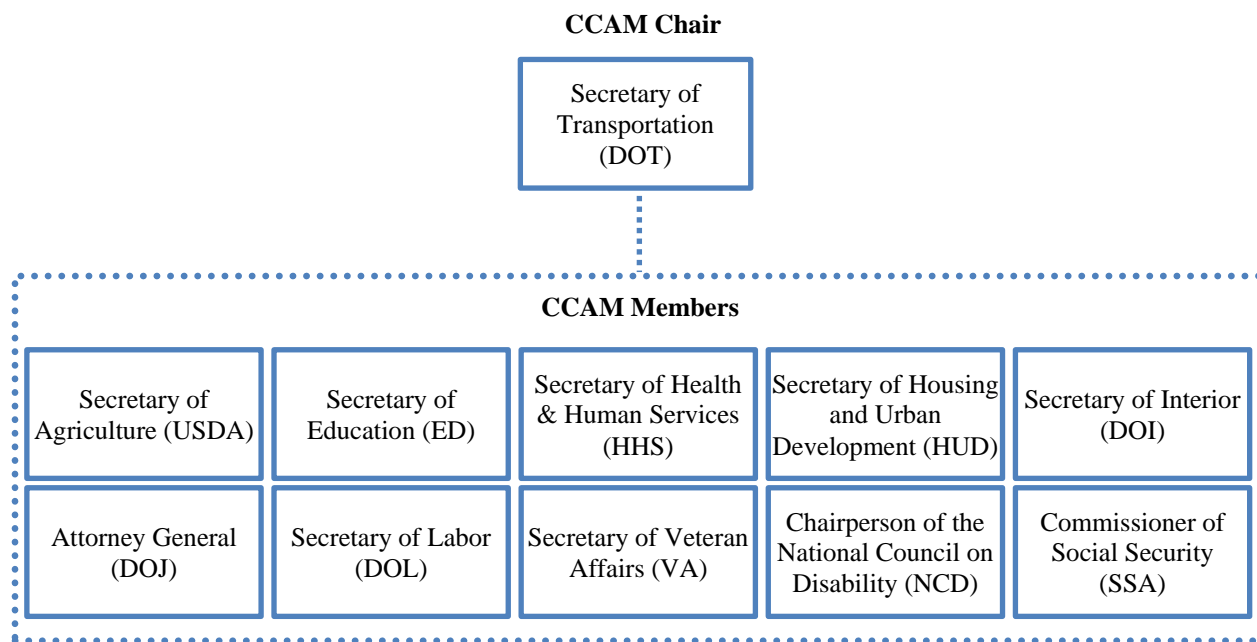 CCAM Chair
Secretary of
Transportation
(DOT)
CCAM Members
Secretary of
Agriculture (USDA)
Secretary of
Education (ED)
Secretary of Health
& Human Services
(HHS)
Secretary of Housing
and Urban
Development (HUD)
Secretary of Interior
(DOI)
Attorney General
(DOJ)
Secretary of Labor
(DOL)
Secretary of Veteran
Affairs (VA)
Chairperson of the
National Council on
Disability (NCD)
Commissioner of
Social Security
(SSA)